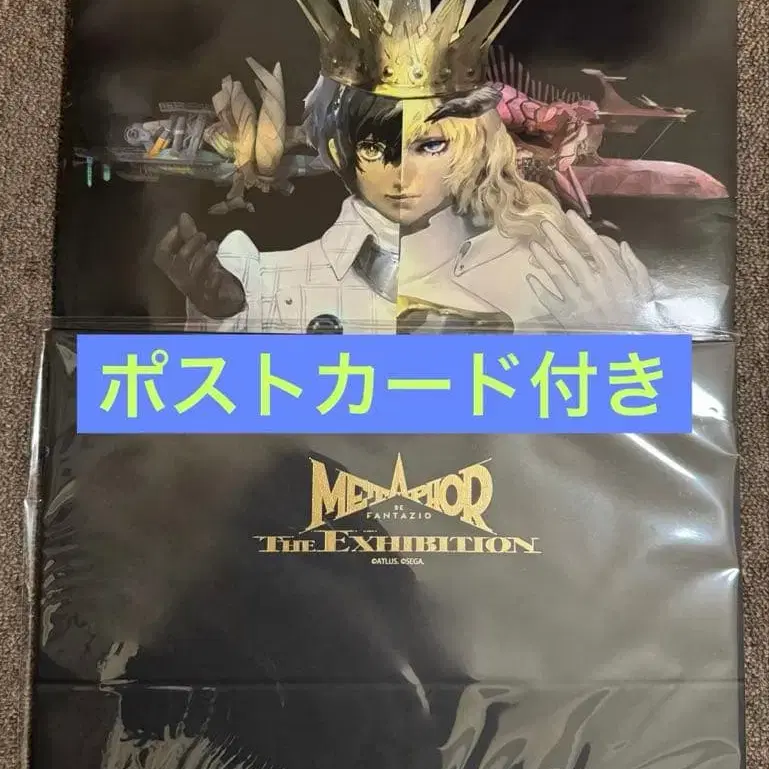 ポストカード付き
METAPHOR
RE
FANTAZIO
THE EXHIBITION
©ATLUS. ©SEGA.